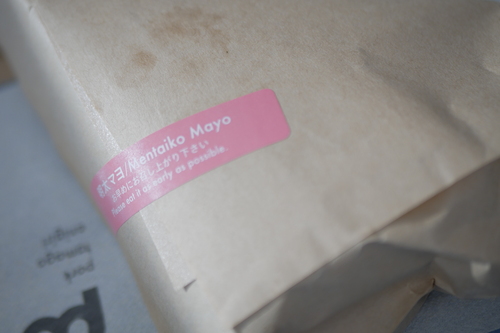 明太マヨ/Mentaiko Mayo
お早めにお召し上がり下さい
Please eat it as early as possible.
pork